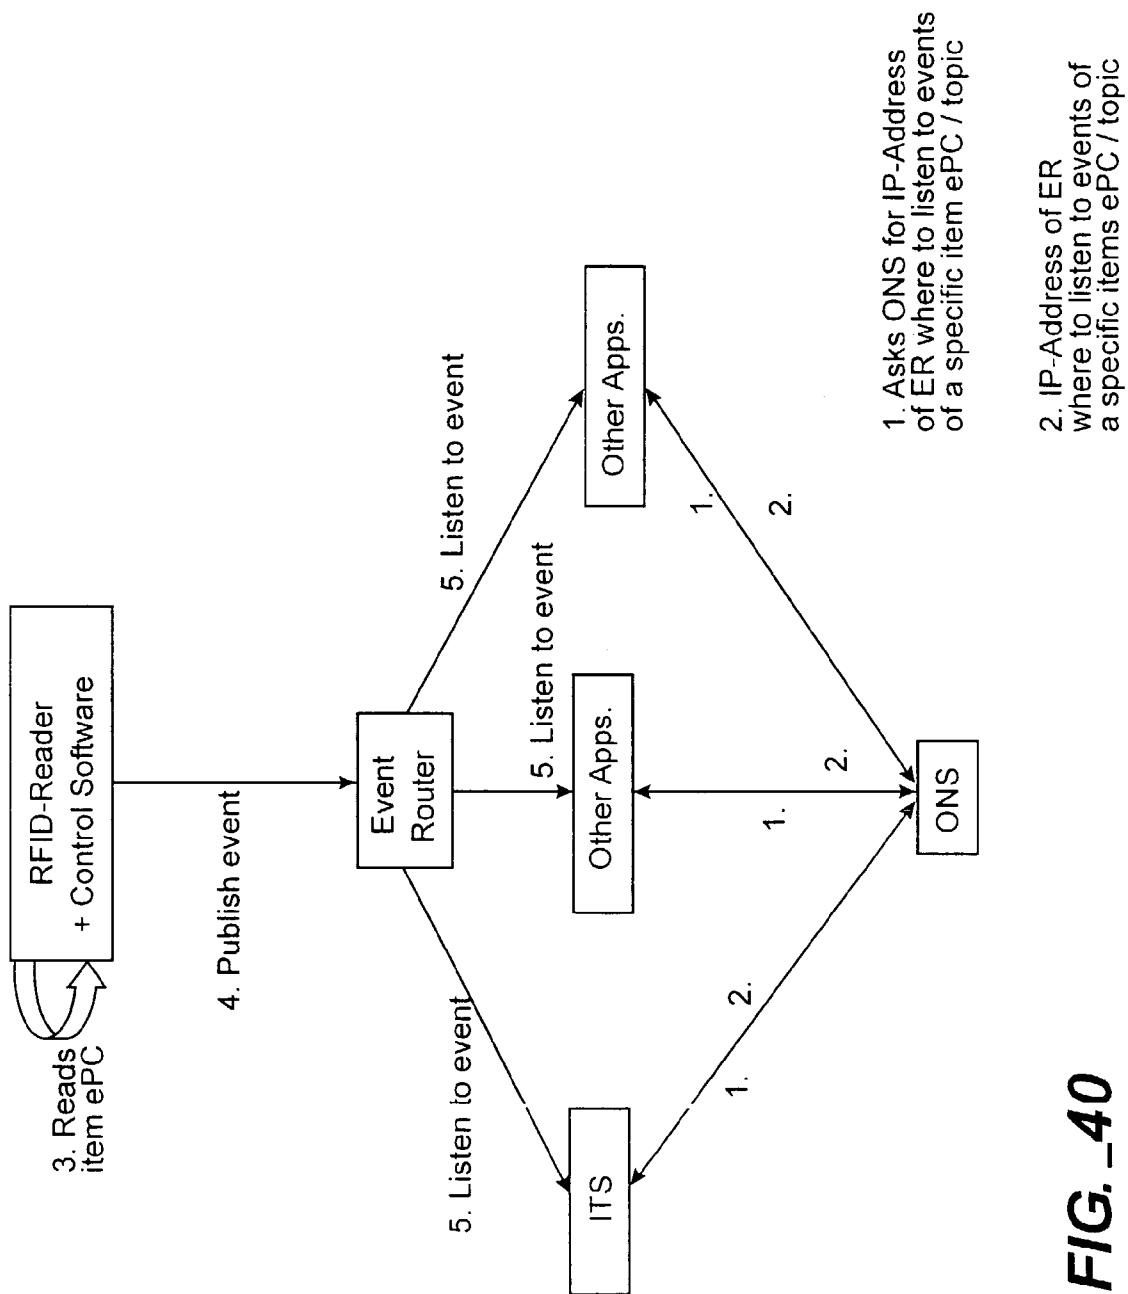 3. Reads
item ePC
RFID-Reader
+ Control Software
4. Publish event
Event
Router
5. Listen to event
5. Listen to event
5. Listen to event
ITS
Other Apps.
Other Apps.
1.
2.
1.
2.
1.
2.
ONS
1. Asks ONS for IP-Address
of ER where to listen to events
of a specific item ePC / topic
2. IP-Address of ER
where to listen to events of
a specific items ePC / topic
FIG._40